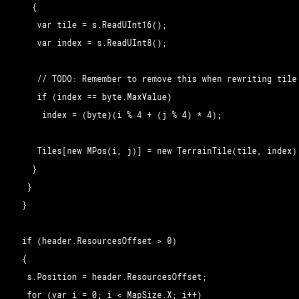 {
var tile = s.ReadUInt16();
var index = s.ReadUInt8();
// TODO: Remember to remove this when rewriting tile
if (index == byte.MaxValue)
index = (byte)(i % 4 + (j % 4) * 4);
Tiles[new MPos(i, j)] = new TerrainTile(tile, index)
}
}
}
if (header.ResourcesOffset > 0)
{
s.Position = header.ResourcesOffset;
for (var i = 0; i < MapSize.X; i++)